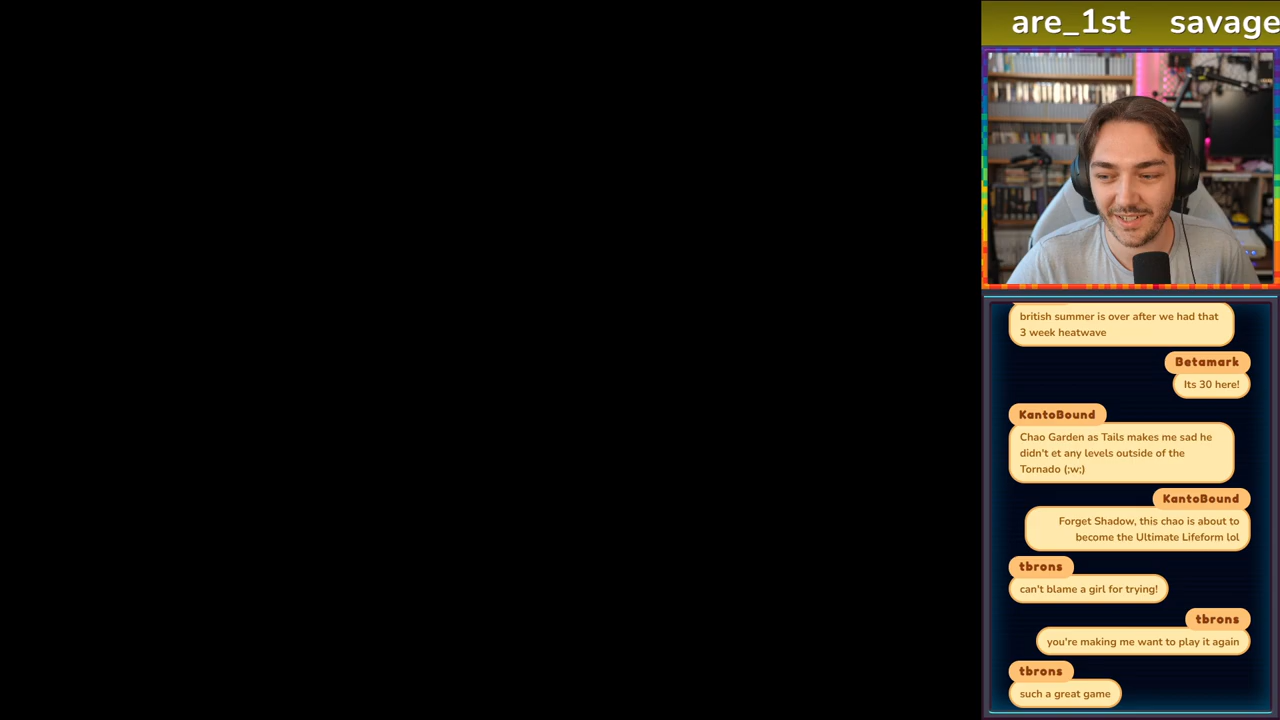 are_1st savage
british summer is over after we had that
3 week heatwave
Betamark
Its 30 here!
KantoBound
Chao Garden as Tails makes me sad he
didn't et any levels outside of the
Tornado (;w;)
KantoBound
Forget Shadow, this chao is about to
become the Ultimate Lifeform lol
tbrons
can't blame a girl for trying!
tbrons
you're making me want to play it again
tbrons
such a great game